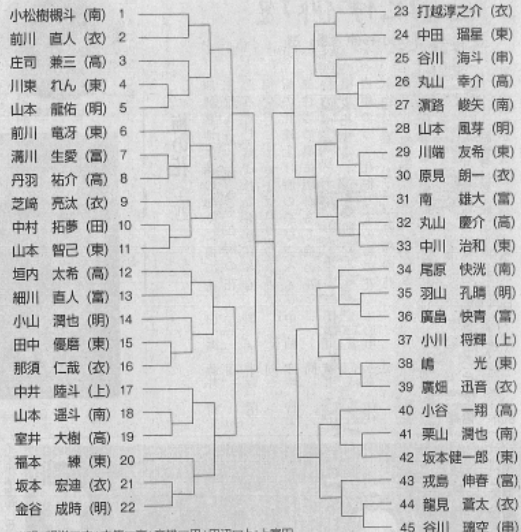 小松樹槻斗（南） 1
前川 直人（衣） 2
庄司 兼三（高） 3
川東 れん（東） 4
山本 龍佑（明） 5
前川 竜冴（東） 6
溝川 生愛（富） 7
丹羽 祐介（高） 8
芝﨑 亮汰（衣） 9
中村 拓夢（田） 10
山本 智己（東） 11
垣内 太希（高） 12
細川 直人（富） 13
小山 潤也（明） 14
田中 優磨（東） 15
那須 仁哉（衣） 16
中井 陸斗（上） 17
山本 遥斗（南） 18
室井 大樹（高） 19
福本 練（東） 20
坂本 宏迪（衣） 21
金谷 成時（明） 22
23 打越淳之介（衣）
24 中田 瑠星（東）
25 谷川 海斗（串）
26 丸山 幸介（高）
27 濵路 峻矢（南）
28 山本 風芽（明）
29 川端 友希（東）
30 原見 朗一（衣）
31 南 雄大（富）
32 丸山 慶介（高）
33 中川 治和（東）
34 尾原 快洸（南）
35 羽山 孔晴（明）
36 廣畠 快青（富）
37 小川 将輝（上）
38 嶋 光（東）
39 廣畑 迅音（衣）
40 小谷 一翔（高）
41 栗山 潤也（南）
42 坂本健一郎（東）
43 戎島 伸春（富）
44 龍見 蒼太（衣）
45 谷川 璃空（串）